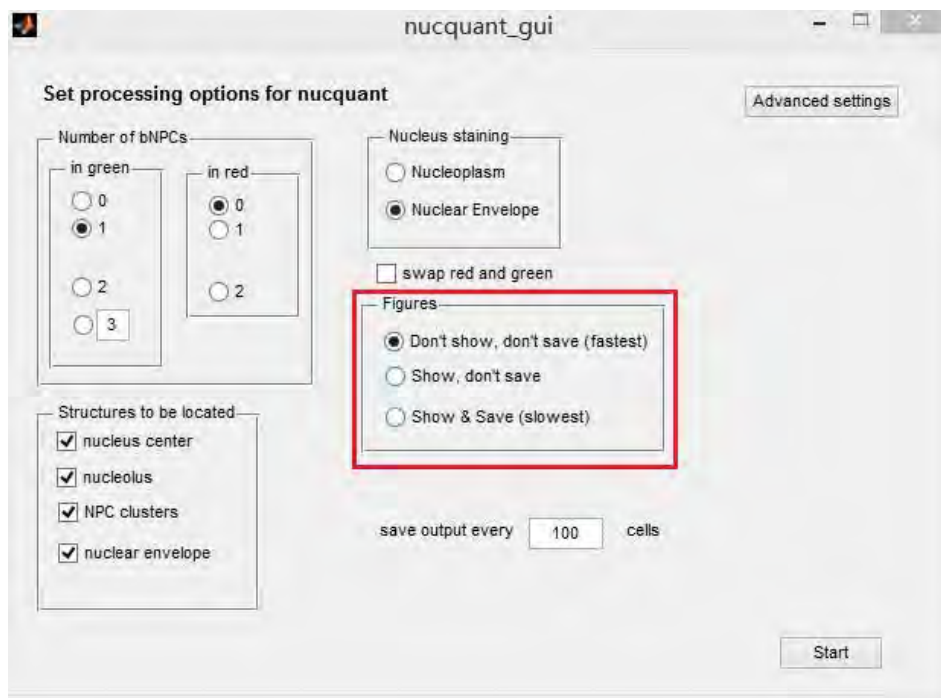 nucquant_gui
Set processing options for nucquant
Advanced settings
Number of bNPCs
in green
0
1
2
3
in red
0
1
2
Nucleus staining
Nucleoplasm
Nuclear Envelope
swap red and green
Figures
Don't show, don't save (fastest)
Show, don't save
Show & Save (slowest)
Structures to be located
nucleus center
nucleolus
NPC clusters
nuclear envelope
save output every 100 cells
Start